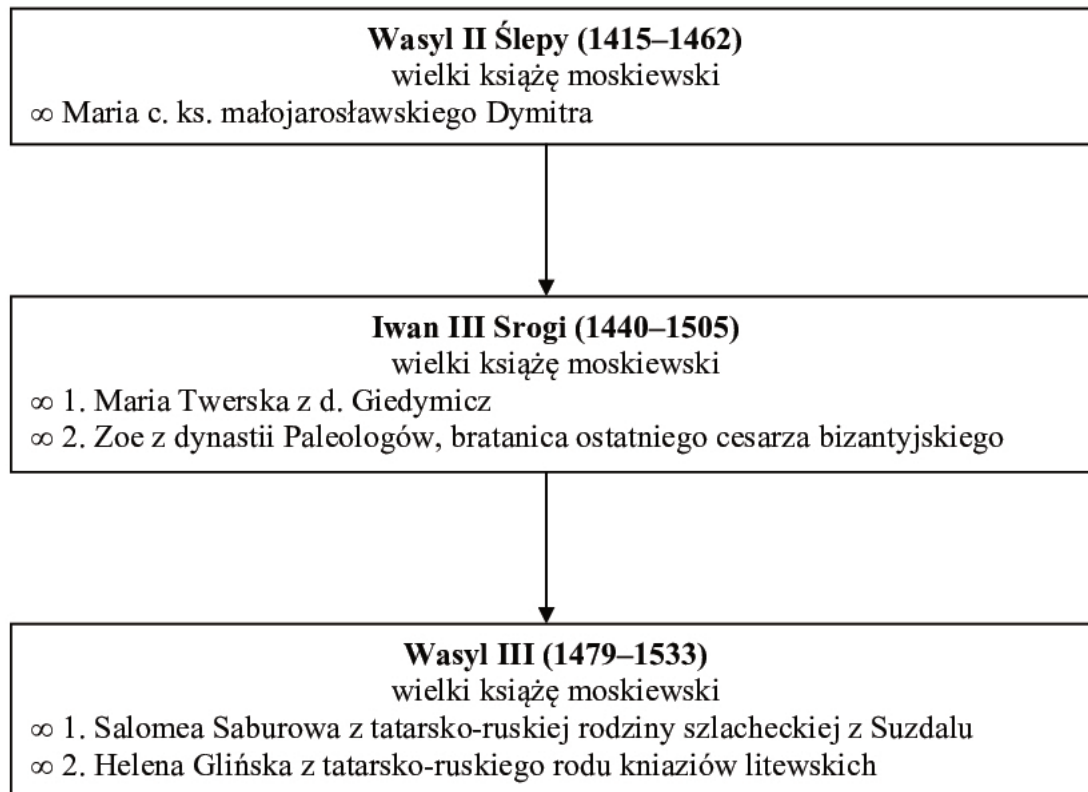 Wasyl II Ślepy (1415–1462)
wielki książę moskiewski
∞ Maria c. ks. małojarosławskiego Dymitra
Iwan III Srogi (1440–1505)
wielki książę moskiewski
∞ 1. Maria Twerska z d. Giedymicz
∞ 2. Zoe z dynastii Paleologów, bratanica ostatniego cesarza bizantyjskiego
Wasyl III (1479–1533)
wielki książę moskiewski
∞ 1. Salomea Saburowa z tatarsko-ruskiej rodziny szlacheckiej z Suzdalu
∞ 2. Helena Glińska z tatarsko-ruskiego rodu kniaziów litewskich